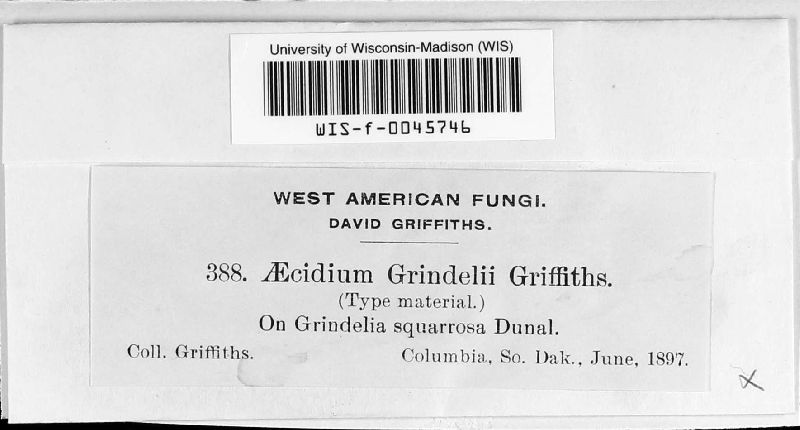 University of Wisconsin-Madison (WIS)
WIS-f-0045746
WEST AMERICAN FUNGI.
DAVID GRIFFITHS.
388. Æcidium Grindelii Griffiths.
(Type material.)
On Grindelia squarrosa Dunal.
Coll. Griffiths. Columbia, So. Dak., June, 1897.